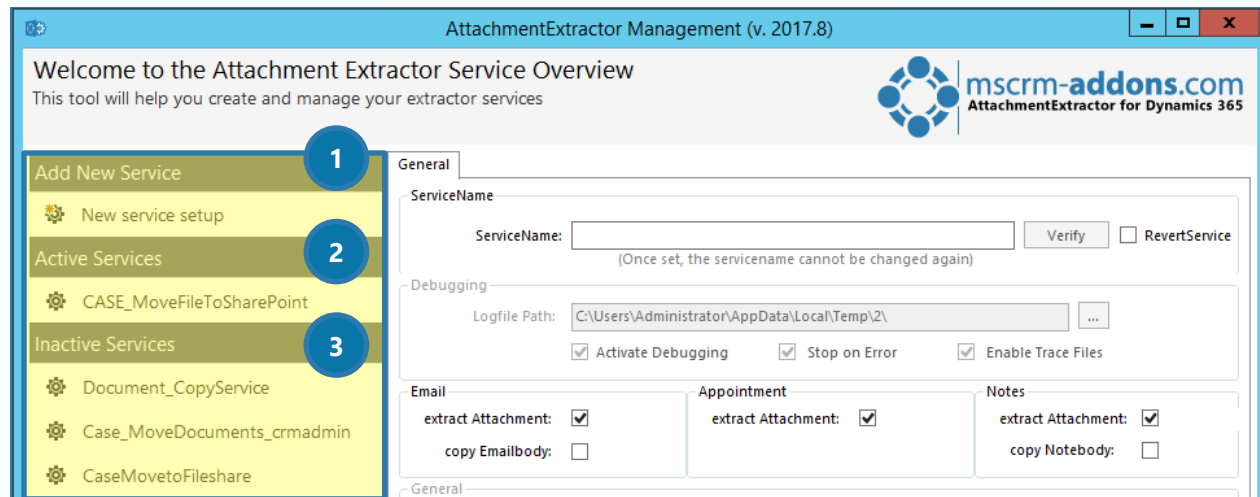 AttachmentExtractor Management (v. 2017.8)
Welcome to the Attachment Extractor Service Overview
This tool will help you create and manage your extractor services
mscrm-addons.com
AttachmentExtractor for Dynamics 365
1
Add New Service
New service setup
2
Active Services
CASE_MoveFileToSharePoint
3
Inactive Services
Document_CopyService
Case_MoveDocuments_crmadmin
CaseMovetoFileshare
General
ServiceName
ServiceName: Verify RevertService
(Once set, the servicename cannot be changed again)
Debugging
Logfile Path: C:\Users\Administrator\AppData\Local\Temp\2\ ...
Activate Debugging Stop on Error Enable Trace Files
Email Appointment Notes
extract Attachment: extract Attachment: extract Attachment:
copy Emailbody: copy Notebody:
General